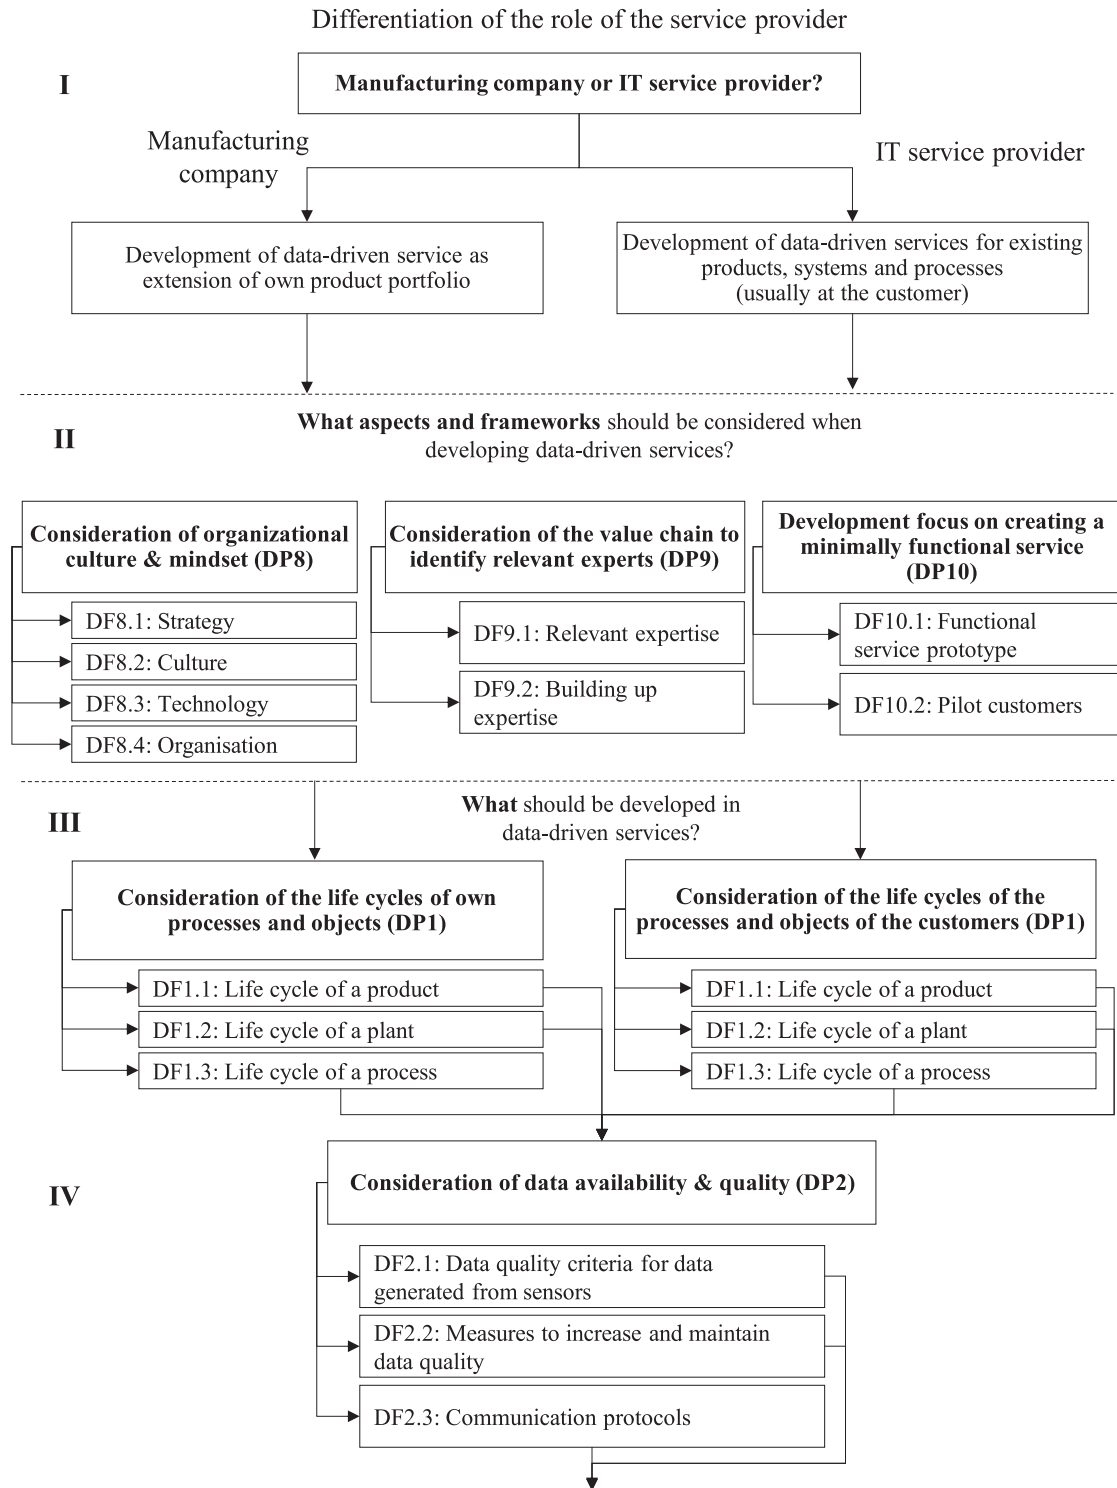 Differentiation of the role of the service provider
I
Manufacturing company or IT service provider?
Manufacturing
company
IT service provider
Development of data-driven service as
extension of own product portfolio
Development of data-driven services for existing
products, systems and processes
(usually at the customer)
II
What aspects and frameworks should be considered when
developing data-driven services?
Consideration of organizational
culture & mindset (DP8)
DF8.1: Strategy
DF8.2: Culture
DF8.3: Technology
DF8.4: Organisation
Consideration of the value chain to
identify relevant experts (DP9)
DF9.1: Relevant expertise
DF9.2: Building up
expertise
Development focus on creating a
minimally functional service
(DP10)
DF10.1: Functional
service prototype
DF10.2: Pilot customers
III
What should be developed in
data-driven services?
Consideration of the life cycles of own
processes and objects (DP1)
DF1.1: Life cycle of a product
DF1.2: Life cycle of a plant
DF1.3: Life cycle of a process
Consideration of the life cycles of the
processes and objects of the customers (DP1)
DF1.1: Life cycle of a product
DF1.2: Life cycle of a plant
DF1.3: Life cycle of a process
IV
Consideration of data availability & quality (DP2)
DF2.1: Data quality criteria for data
generated from sensors
DF2.2: Measures to increase and maintain
data quality
DF2.3: Communication protocols